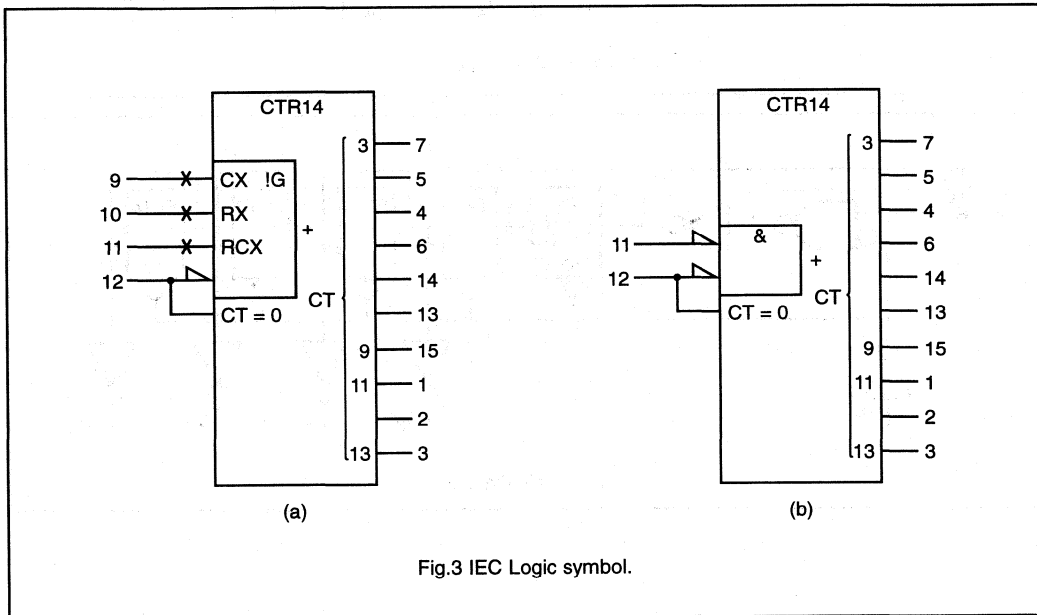 CTR14
3 7
9 CX !G 5
10 RX 4
11 RCX + 6
12 14
CT
CT = 0 13
9 15
11 1
2
13 3
(a)
CTR14
3 7
5
& 4
11 6
+
12 14
CT
CT = 0 13
9 15
11 1
2
13 3
(b)
Fig.3 IEC Logic symbol.